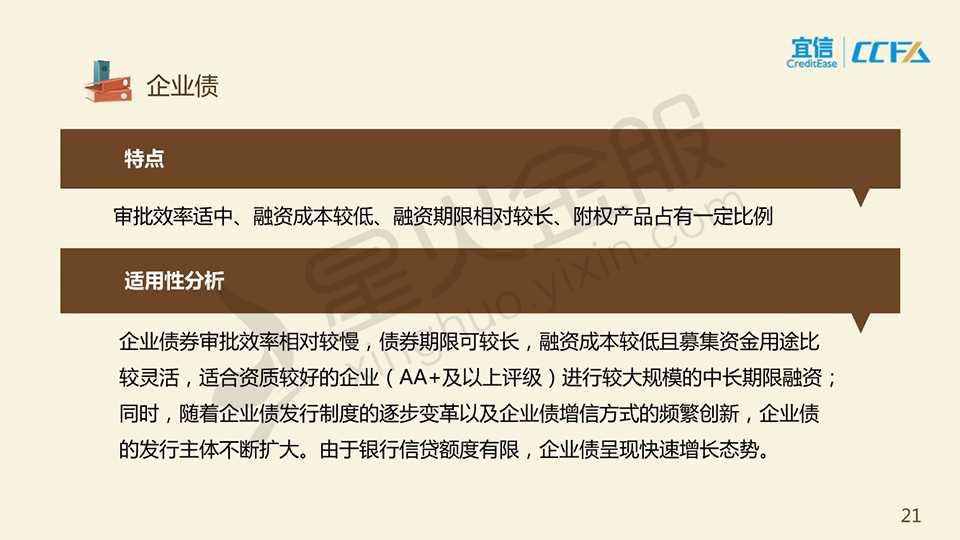 宜信
CreditEase
CCFA
企业债
特点
审批效率适中、融资成本较低、融资期限相对较长、附权产品占有一定比例
适用性分析
企业债券审批效率相对较慢，债券期限可较长，融资成本较低且募集资金用途比
较灵活，适合资质较好的企业（AA+及以上评级）进行较大规模的中长期限融资；
同时，随着企业债发行制度的逐步变革以及企业债增信方式的频繁创新，企业债
的发行主体不断扩大。由于银行信贷额度有限，企业债呈现快速增长态势。
星火金服
xinghuo.yixin.com
21